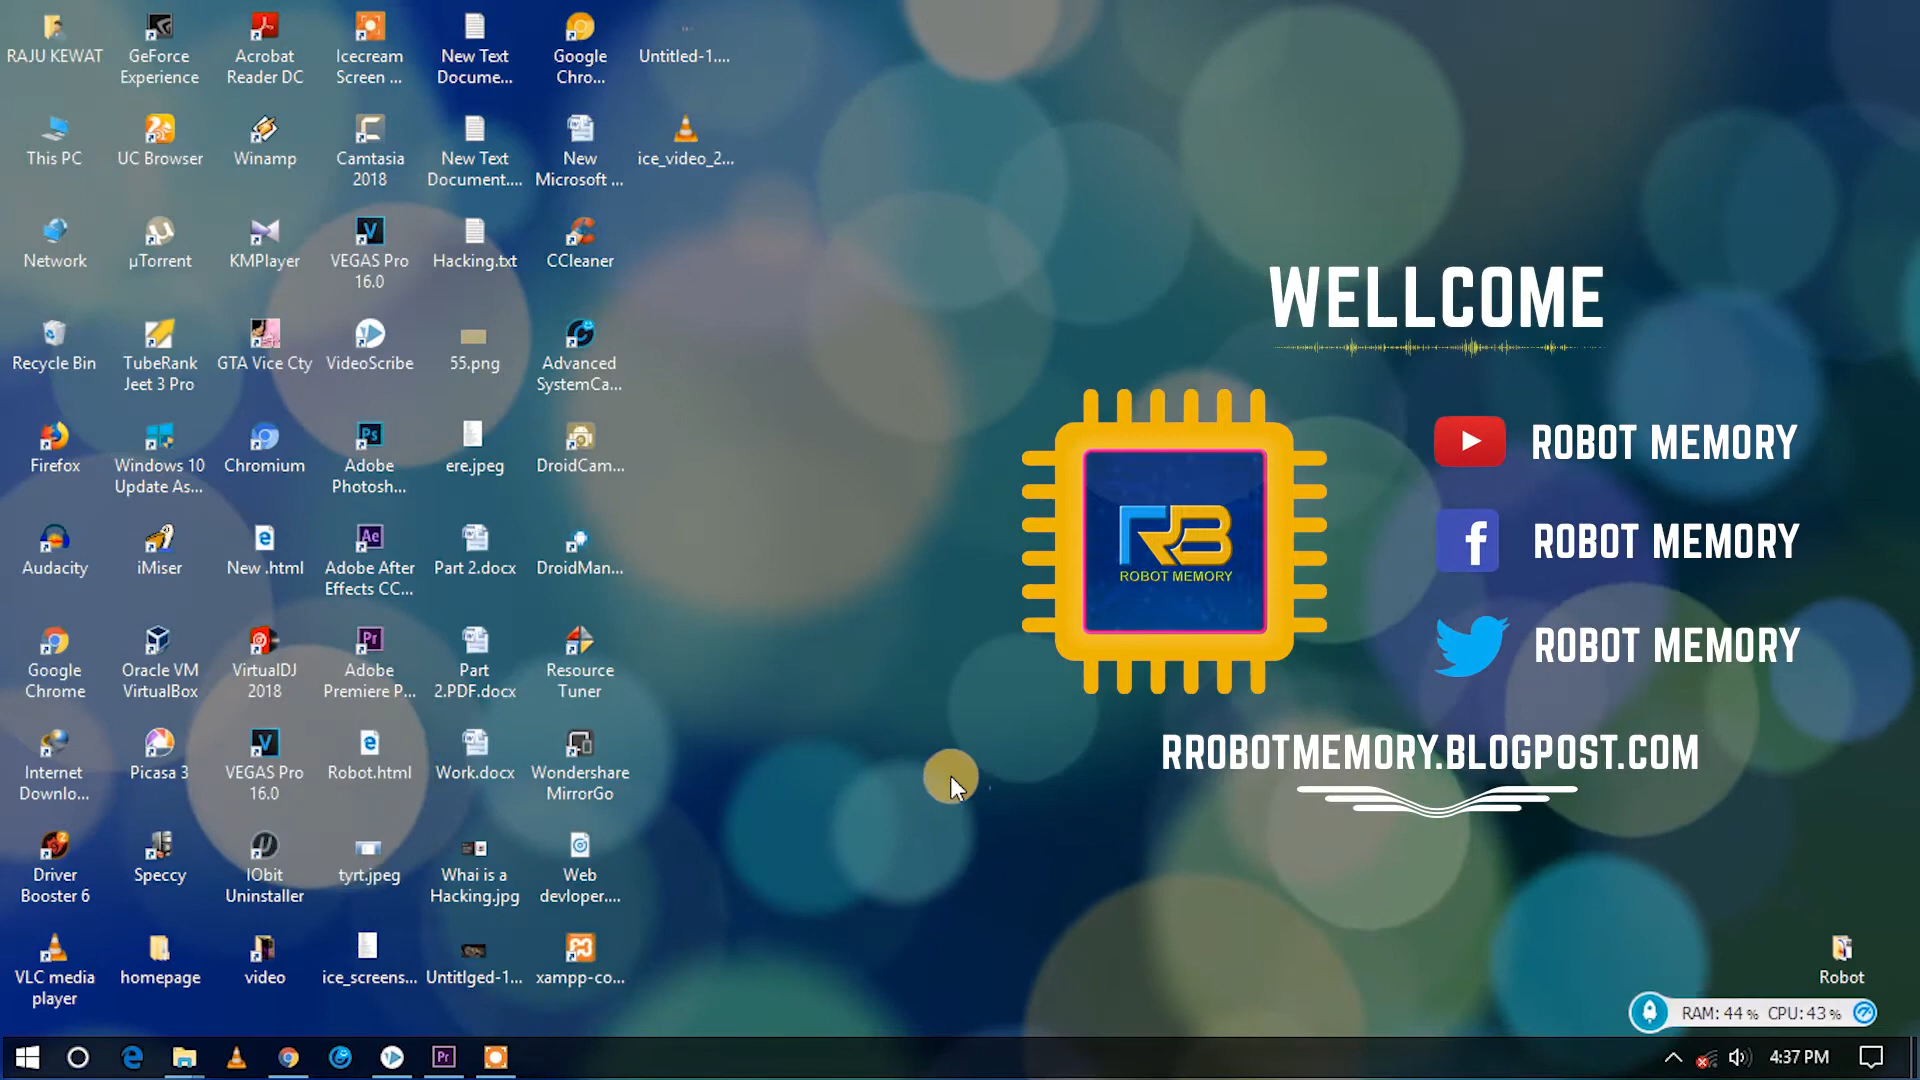 RAJU KEWAT
GeForce
Experience
Acrobat
Reader DC
Icecream
Screen ...
New Text
Docume...
Google
Chro...
Untitled-1....
This PC
UC Browser
Winamp
Camtasia
2018
New Text
Document....
New
Microsoft ...
ice_video_2...
Network
µTorrent
KMPlayer
VEGAS Pro
16.0
Hacking.txt
CCleaner
Recycle Bin
TubeRank
Jeet 3 Pro
GTA Vice Cty
VideoScribe
55.png
Advanced
SystemCa...
Firefox
Windows 10
Update As...
Chromium
Adobe
Photosh...
ere.jpeg
DroidCam...
Audacity
iMiser
New .html
Adobe After
Effects CC...
Part 2.docx
DroidMan...
Google
Chrome
Oracle VM
VirtualBox
VirtualDJ
2018
Adobe
Premiere P...
Part
2.PDF.docx
Resource
Tuner
Internet
Downlo...
Picasa 3
VEGAS Pro
16.0
Robot.html
Work.docx
Wondershare
MirrorGo
Driver
Booster 6
Speccy
IObit
Uninstaller
tyrt.jpeg
Whai is a
Hacking.jpg
Web
devloper....
VLC media
player
homepage
video
ice_screens...
Untitlged-1...
xampp-co...
WELLCOME
RB
ROBOT MEMORY
ROBOT MEMORY
ROBOT MEMORY
ROBOT MEMORY
RROBOTMEMORY.BLOGPOST.COM
Robot
RAM: 44 % CPU: 43 %
4:37 PM